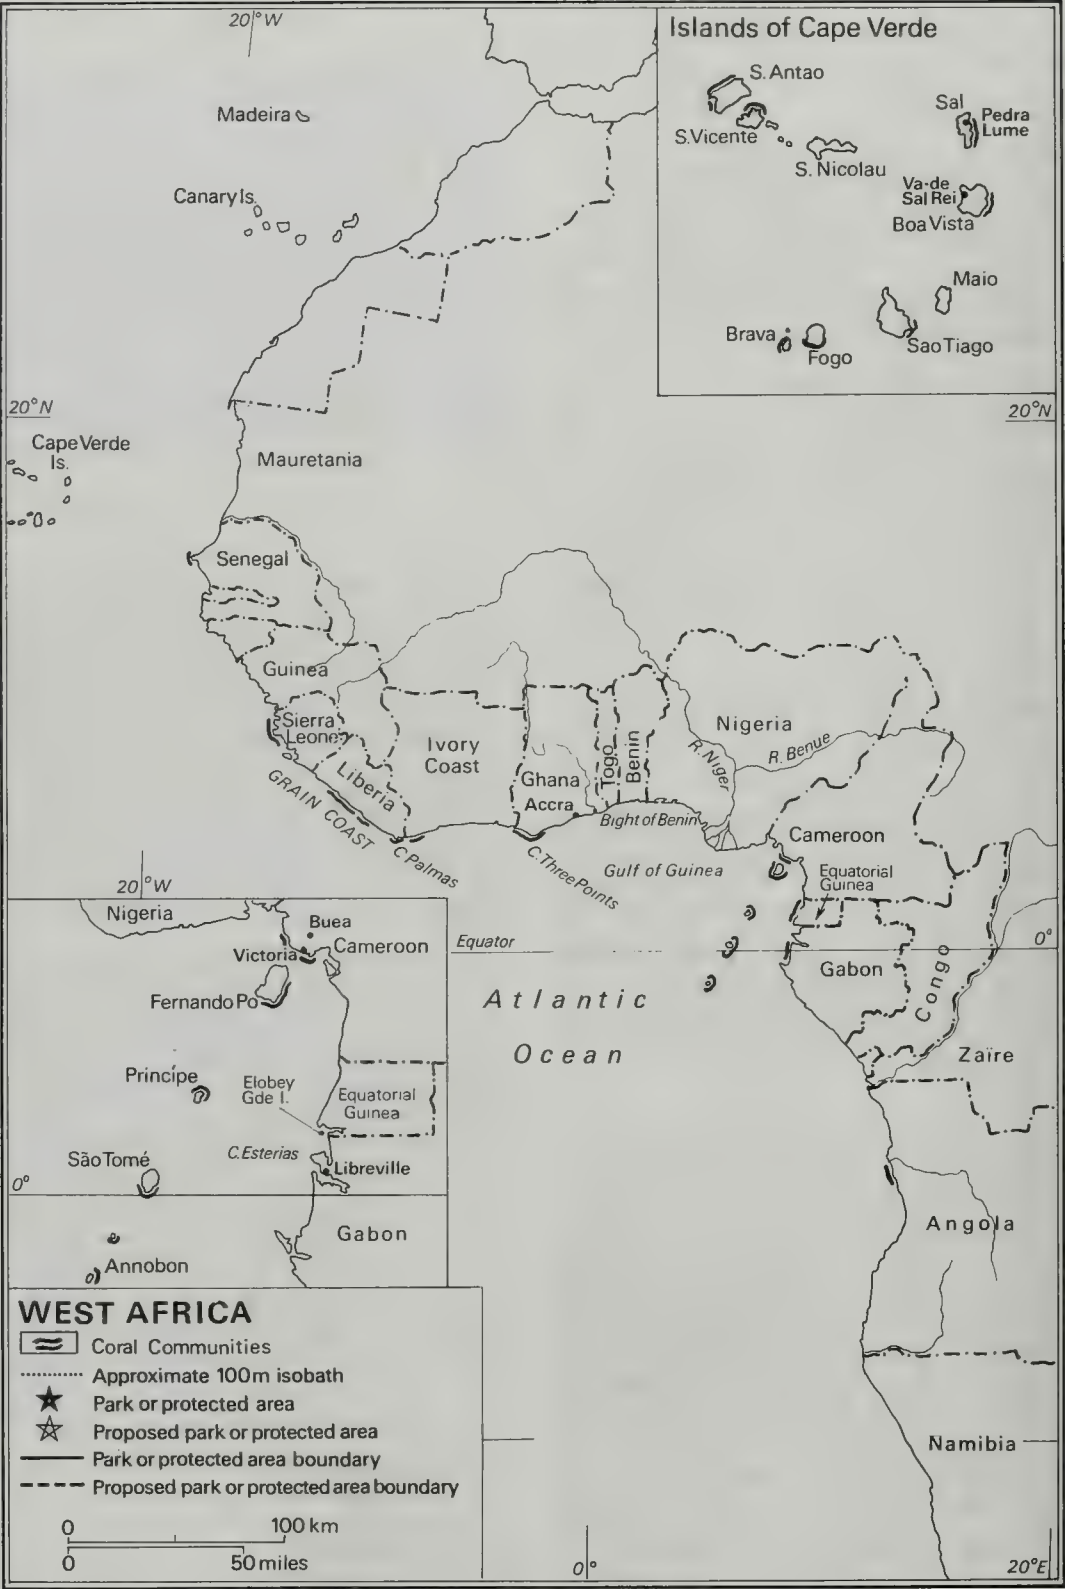 20°W
Islands of Cape Verde
S. Antao
Madeira
Sal
Pedra
Lume
S.Vicente
S. Nicolau
Canary Is.
Va-de
Sal Rei
Boa Vista
Maio
Brava
Fogo
Sao Tiago
20°N
20°N
Cape Verde
Is.
Mauretania
Senegal
Guinea
Sierra
Leone
Liberia
Ivory
Coast
Ghana
Accra
Togo
Benin
Nigeria
R. Niger
R. Benue
GRAIN COAST
C. Palmas
C. Three Points
Bight of Benin
Gulf of Guinea
Cameroon
Equatorial
Guinea
20°W
Nigeria
Buea
Victoria
Cameroon
Equator
0°
Gabon
Congo
Fernando Po
Atlantic
Ocean
Zaïre
Principe
Elobey
Gde I.
Equatorial
Guinea
São Tomé
C. Esterias
Libreville
0°
Gabon
Annobon
Angola
WEST AFRICA
Coral Communities
Approximate 100m isobath
Park or protected area
Proposed park or protected area
Park or protected area boundary
Proposed park or protected area boundary
Namibia
0
100 km
0
50 miles
0°
20°E